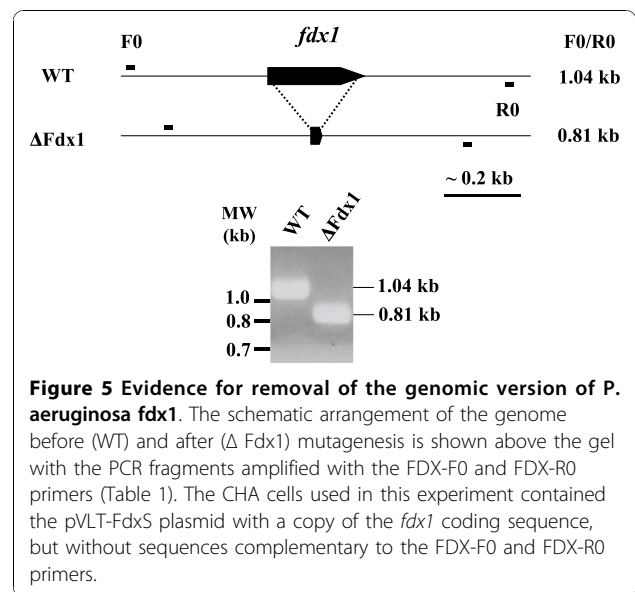 F0 fdx1 F0/R0
WT 1.04 kb
R0
ΔFdx1 0.81 kb
~ 0.2 kb
MW
(kb) WT ΔFdx1
1.04 kb
1.0
0.8 0.81 kb
0.7
Figure 5 Evidence for removal of the genomic version of P.
aeruginosa fdx1. The schematic arrangement of the genome
before (WT) and after (Δ Fdx1) mutagenesis is shown above the gel
with the PCR fragments amplified with the FDX-F0 and FDX-R0
primers (Table 1). The CHA cells used in this experiment contained
the pVLT-FdxS plasmid with a copy of the fdx1 coding sequence,
but without sequences complementary to the FDX-F0 and FDX-R0
primers.